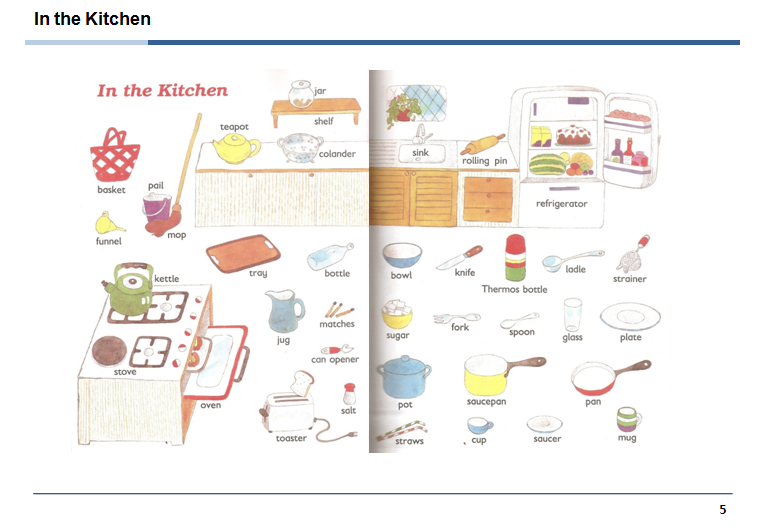 In the Kitchen
In the Kitchen
jar
shelf
teapot
colander
sink
rolling pin
refrigerator
basket
pail
funnel
mop
tray
bottle
bowl
knife
Thermos bottle
ladle
strainer
kettle
jug
matches
can opener
sugar
fork
spoon
glass
plate
stove
oven
toaster
salt
pot
saucepan
pan
straws
cup
saucer
mug
5